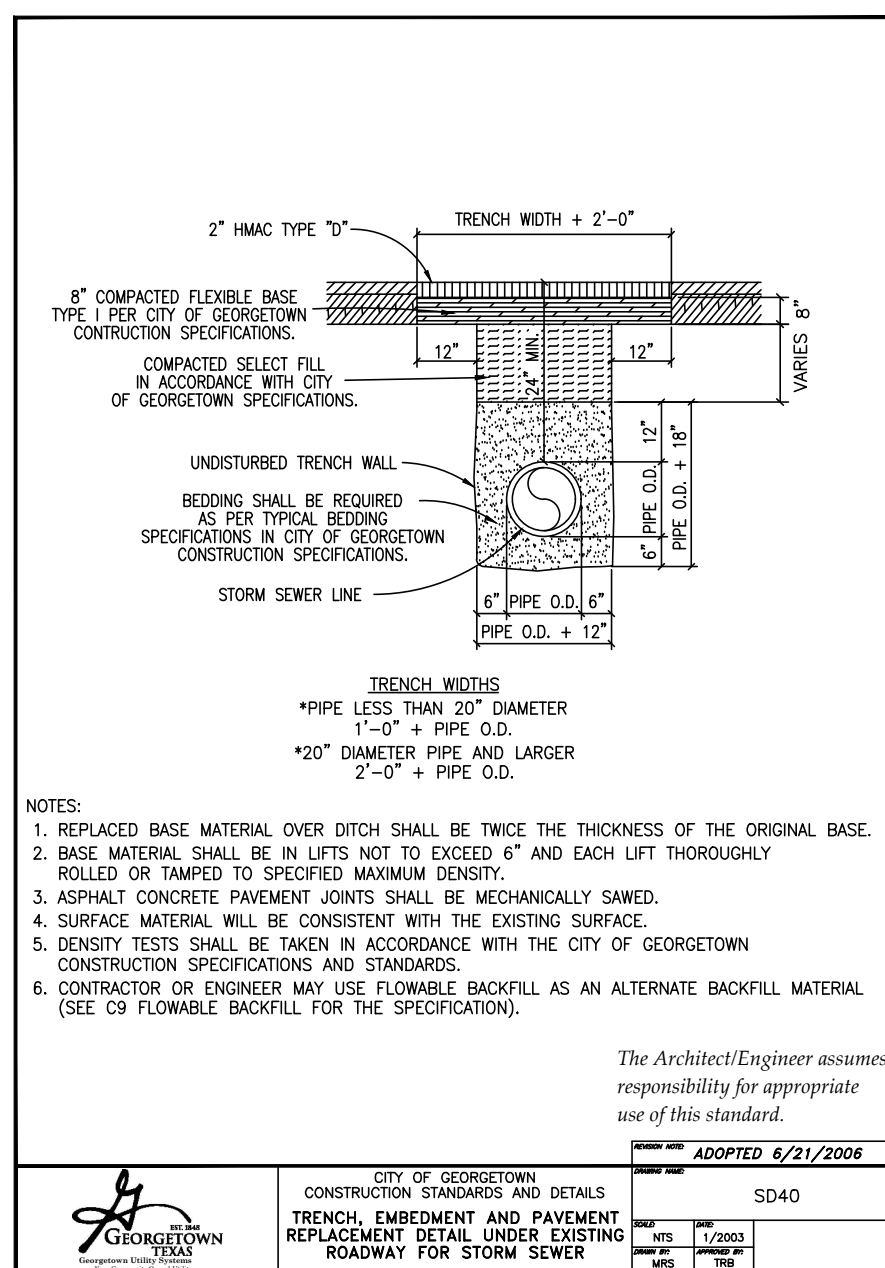 TRENCH WIDTH + 2'-0"
2" HMAC TYPE "D"
8" COMPACTED FLEXIBLE BASE
TYPE I PER CITY OF GEORGETOWN
CONTRUCTION SPECIFICATIONS.
12"
24" MIN.
12"
VARIES 8"
COMPACTED SELECT FILL
IN ACCORDANCE WITH CITY
OF GEORGETOWN SPECIFICATIONS.
UNDISTURBED TRENCH WALL
BEDDING SHALL BE REQUIRED
AS PER TYPICAL BEDDING
SPECIFICATIONS IN CITY OF GEORGETOWN
CONSTRUCTION SPECIFICATIONS.
STORM SEWER LINE
6" PIPE O.D. 12"
PIPE O.D. + 18"
6" PIPE O.D. 6"
PIPE O.D. + 12"
TRENCH WIDTHS
*PIPE LESS THAN 20" DIAMETER
1'-0" + PIPE O.D.
*20" DIAMETER PIPE AND LARGER
2'-0" + PIPE O.D.
NOTES:
1. REPLACED BASE MATERIAL OVER DITCH SHALL BE TWICE THE THICKNESS OF THE ORIGINAL BASE.
2. BASE MATERIAL SHALL BE IN LIFTS NOT TO EXCEED 6" AND EACH LIFT THOROUGHLY
ROLLED OR TAMPED TO SPECIFIED MAXIMUM DENSITY.
3. ASPHALT CONCRETE PAVEMENT JOINTS SHALL BE MECHANICALLY SAWED.
4. SURFACE MATERIAL WILL BE CONSISTENT WITH THE EXISTING SURFACE.
5. DENSITY TESTS SHALL BE TAKEN IN ACCORDANCE WITH THE CITY OF GEORGETOWN
CONSTRUCTION SPECIFICATIONS AND STANDARDS.
6. CONTRACTOR OR ENGINEER MAY USE FLOWABLE BACKFILL AS AN ALTERNATE BACKFILL MATERIAL
(SEE C9 FLOWABLE BACKFILL FOR THE SPECIFICATION).
The Architect/Engineer assumes
responsibility for appropriate
use of this standard.
REVISION NOTE: ADOPTED 6/21/2006
EST. 1848
GEORGETOWN
TEXAS
Georgetown Utility Systems
CITY OF GEORGETOWN
CONSTRUCTION STANDARDS AND DETAILS
TRENCH, EMBEDMENT AND PAVEMENT
REPLACEMENT DETAIL UNDER EXISTING
ROADWAY FOR STORM SEWER
DRAWING NAME:
SD40
SCALE: NTS
DATE: 1/2003
DRAWN BY: MRS
APPROVED BY: TRB